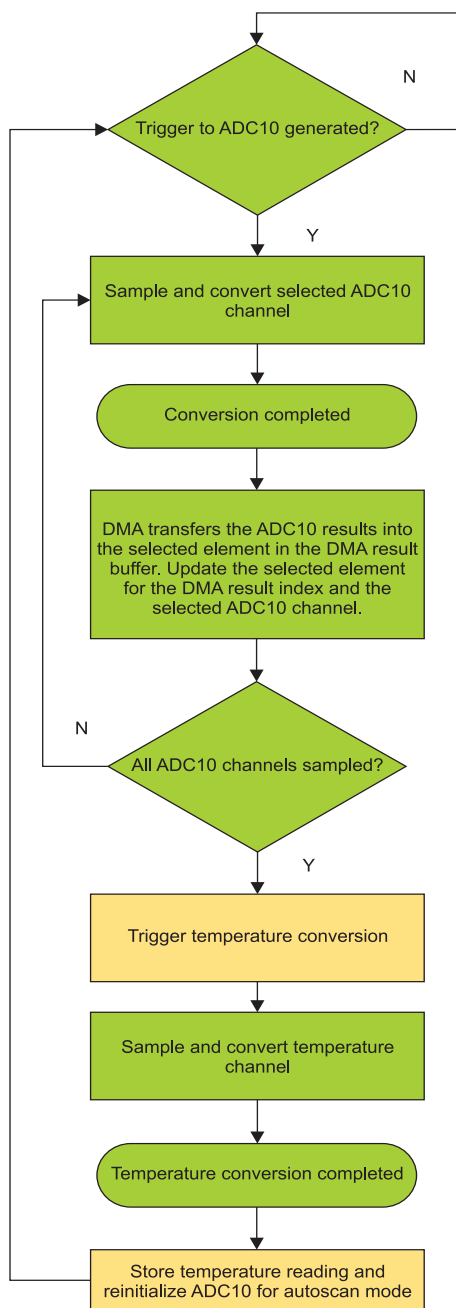 N
Trigger to ADC10 generated?
Y
Sample and convert selected ADC10
channel
Conversion completed
DMA transfers the ADC10 results into
the selected element in the DMA result
buffer. Update the selected element
for the DMA result index and the
selected ADC10 channel.
N
All ADC10 channels sampled?
Y
Trigger temperature conversion
Sample and convert temperature
channel
Temperature conversion completed
Store temperature reading and
reinitialize ADC10 for autoscan mode